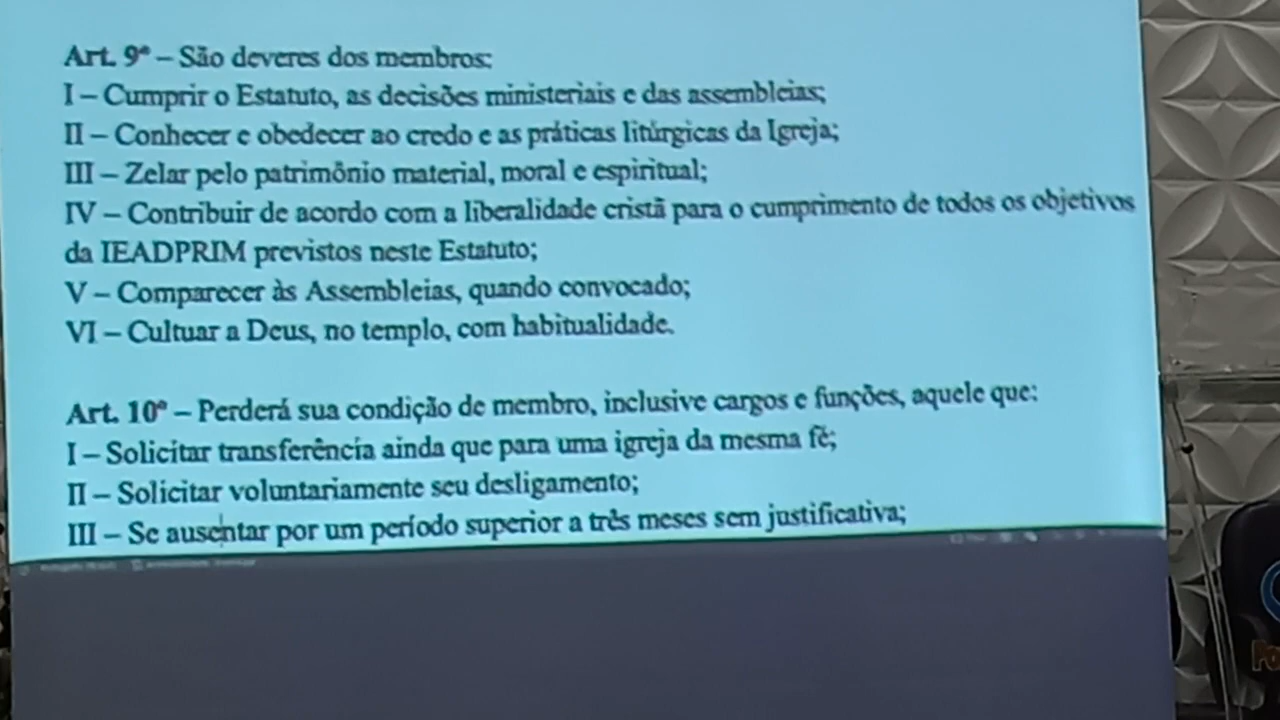 Art. 9º – São deveres dos membros:
I – Cumprir o Estatuto, as decisões ministeriais e das assembleias;
II – Conhecer e obedecer ao credo e as práticas litúrgicas da Igreja;
III – Zelar pelo patrimônio material, moral e espiritual;
IV – Contribuir de acordo com a liberalidade cristã para o cumprimento de todos os objetivos
da IEADPRIM previstos neste Estatuto;
V – Comparecer às Assembleias, quando convocado;
VI – Cultuar a Deus, no templo, com habitualidade.
Art. 10º – Perderá sua condição de membro, inclusive cargos e funções, aquele que:
I – Solicitar transferência ainda que para uma igreja da mesma fé;
II – Solicitar voluntariamente seu desligamento;
III – Se ausentar por um período superior a três meses sem justificativa;